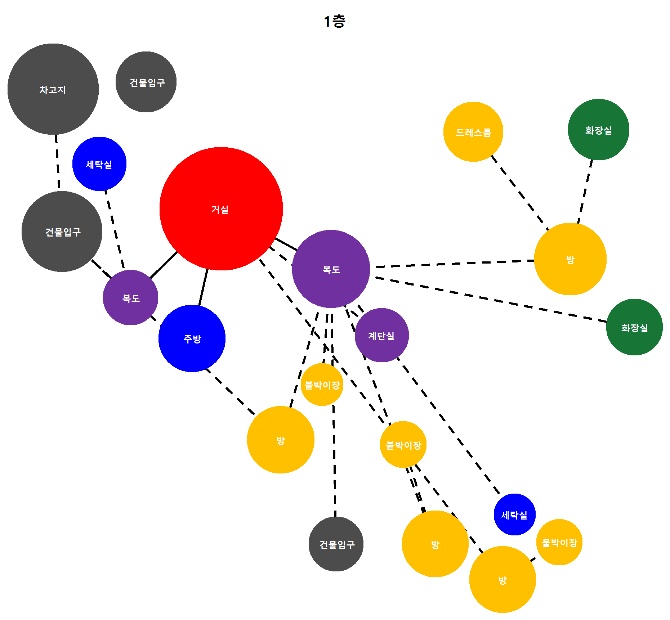 1층
차고지
건물입구
드레스룸
화장실
세탁실
거실
건물입구
복도
방
복도
화장실
주방
계단실
붙박이장
방
붙박이장
세탁실
건물입구
방
붙박이장
방